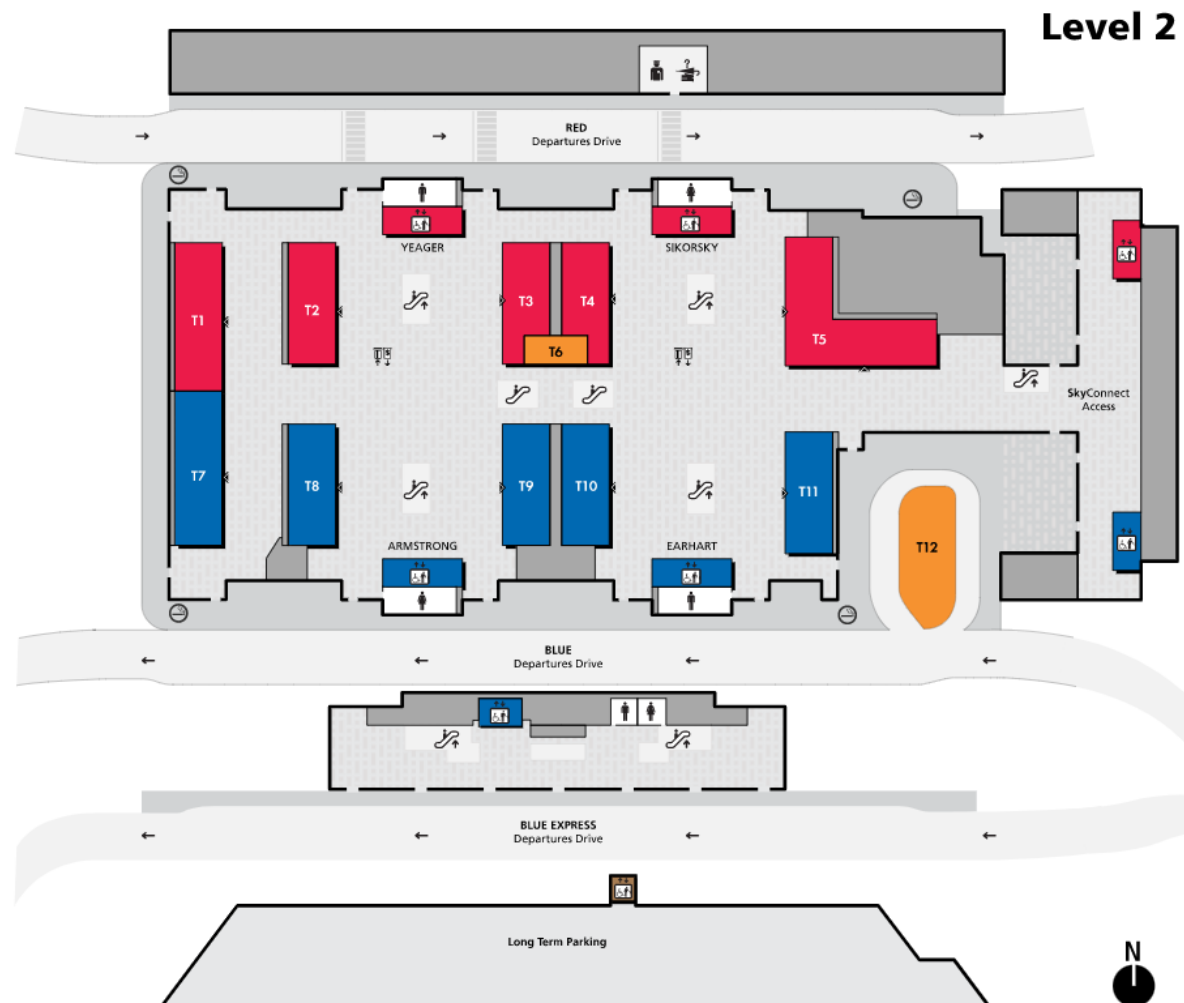 Level 2
?
RED
Departures Drive
YEAGER
SIKORSKY
T1
T2
T3
T4
T5
T6
SkyConnect
Access
T7
T8
T9
T10
T11
T12
ARMSTRONG
EARHART
BLUE
Departures Drive
BLUE EXPRESS
Departures Drive
Long Term Parking
N